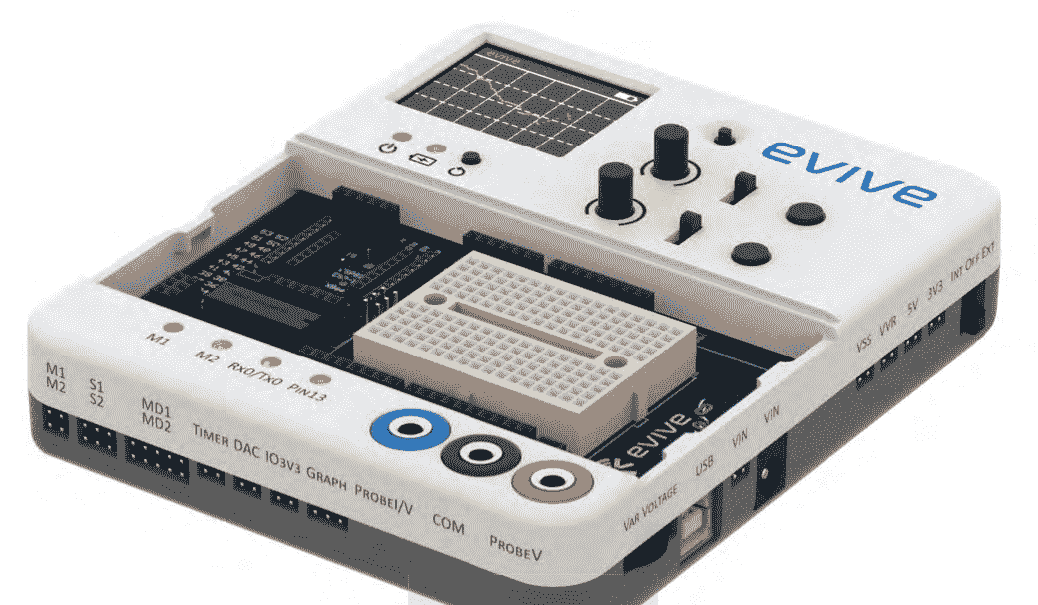 evive
evive
INT OFF EXT
3V3
5V
VVR
VSS
M1
M2
RX0/TX0
PIN13
M1
M2
S1
S2
MD1
MD2
TIMER
DAC
IO3V3
GRAPH
PROBEI/V
COM
PROBEV
evive
VAR VOLTAGE
USB
VIN
VIN